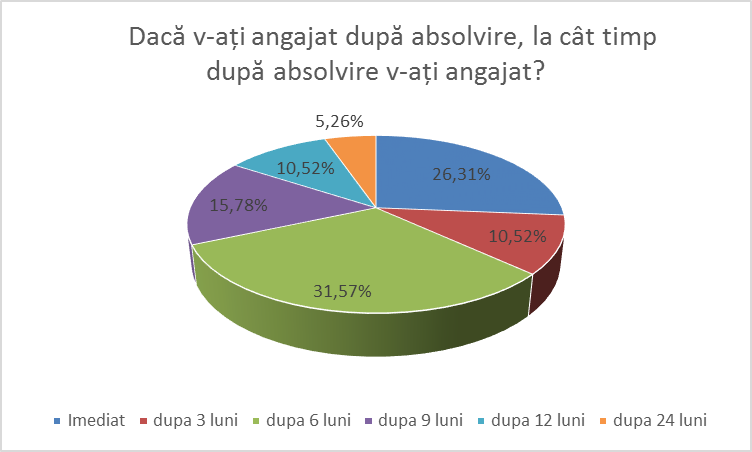 Dacă v-ați angajat după absolvire, la cât timp
după absolvire v-ați angajat?
5,26%
10,52%
26,31%
15,78%
10,52%
31,57%
Imediat dupa 3 luni dupa 6 luni dupa 9 luni dupa 12 luni dupa 24 luni